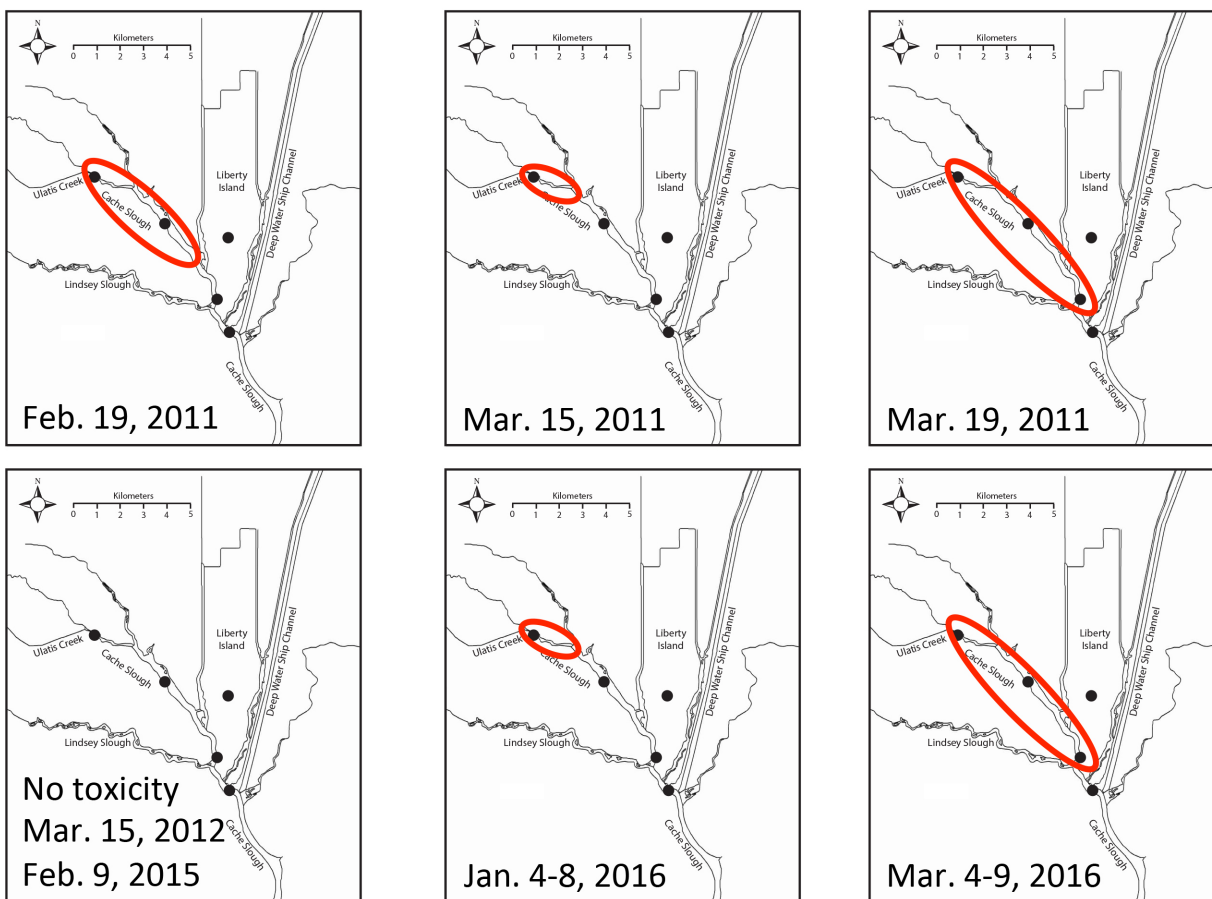 N
Kilometers
0 1 2 3 4 5
Ulatis Creek
Cache Slough
Liberty
Island
Deep Water Ship Channel
Lindsey Slough
Cache Slough
Feb. 19, 2011
N
Kilometers
0 1 2 3 4 5
Ulatis Creek
Cache Slough
Liberty
Island
Deep Water Ship Channel
Lindsey Slough
Cache Slough
Mar. 15, 2011
N
Kilometers
0 1 2 3 4 5
Ulatis Creek
Cache Slough
Liberty
Island
Deep Water Ship Channel
Lindsey Slough
Cache Slough
Mar. 19, 2011
N
Kilometers
0 1 2 3 4 5
Ulatis Creek
Cache Slough
Liberty
Island
Deep Water Ship Channel
Lindsey Slough
Cache Slough
No toxicity
Mar. 15, 2012
Feb. 9, 2015
N
Kilometers
0 1 2 3 4 5
Ulatis Creek
Cache Slough
Liberty
Island
Deep Water Ship Channel
Lindsey Slough
Cache Slough
Jan. 4-8, 2016
N
Kilometers
0 1 2 3 4 5
Ulatis Creek
Cache Slough
Liberty
Island
Deep Water Ship Channel
Lindsey Slough
Cache Slough
Mar. 4-9, 2016